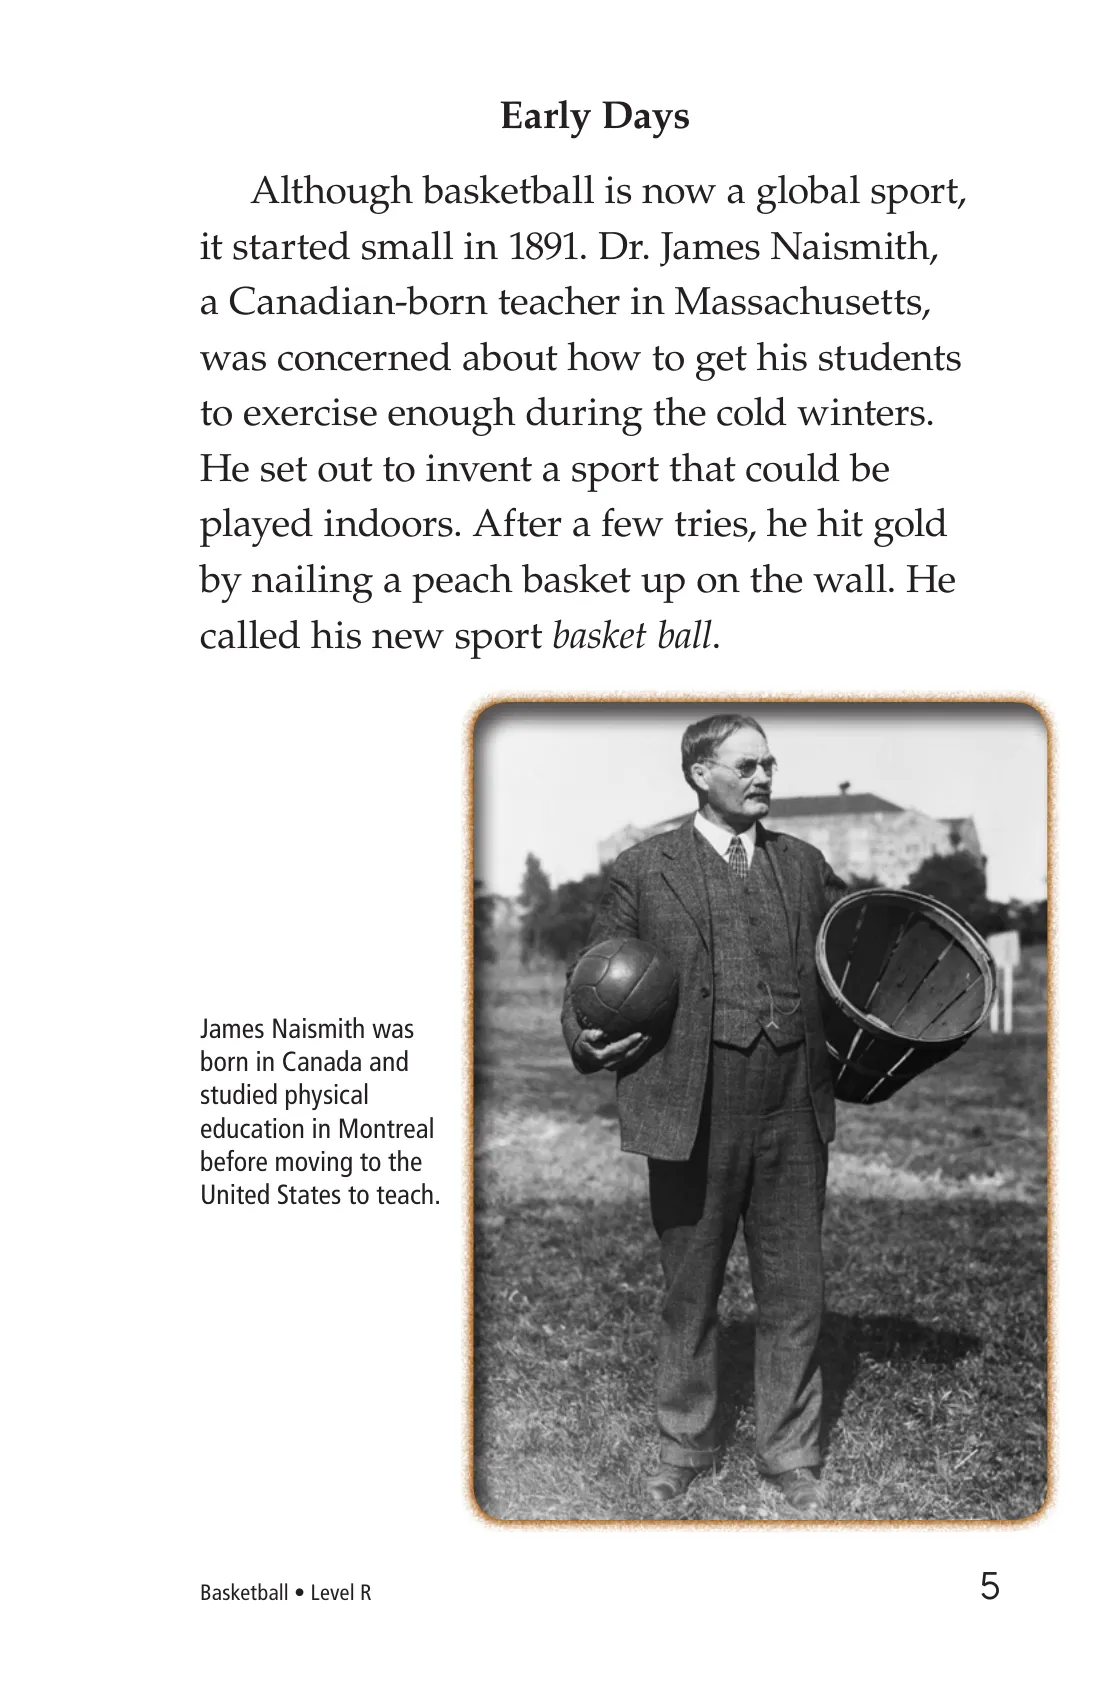 Early Days
Although basketball is now a global sport,
it started small in 1891. Dr. James Naismith,
a Canadian-born teacher in Massachusetts,
was concerned about how to get his students
to exercise enough during the cold winters.
He set out to invent a sport that could be
played indoors. After a few tries, he hit gold
by nailing a peach basket up on the wall. He
called his new sport basket ball.
James Naismith was
born in Canada and
studied physical
education in Montreal
before moving to the
United States to teach.
Basketball • Level R
5